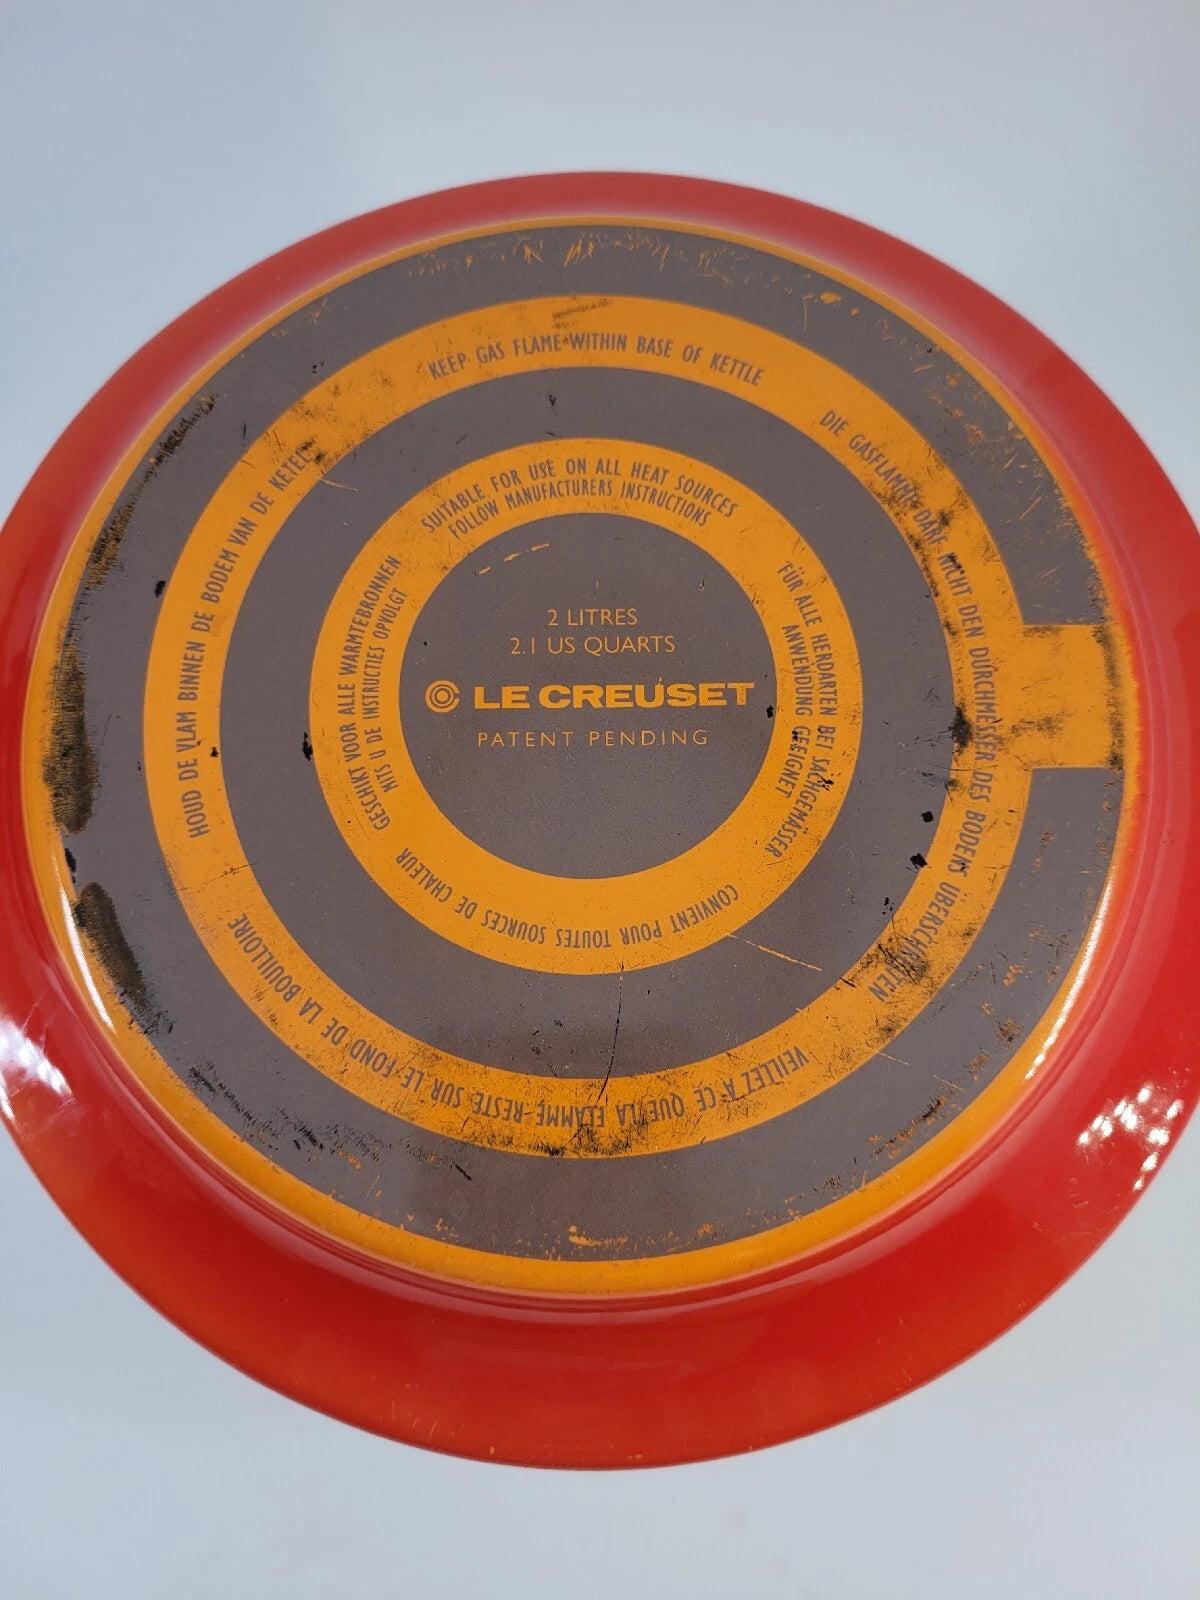 KEEP GAS FLAME WITHIN BASE OF KETTLE
DIE GASFLAMME DARF NICHT DEN DURCHMESSER DES BODENS UBERSCHREITEN
VEILLEZ A CE QUE LA FLAMME RESTE SUR LE FOND DE LA BOUILLOIRE
HOUD DE VLAM BINNEN DE BODEM VAN DE KETEL
SUITABLE FOR USE ON ALL HEAT SOURCES
FOLLOW MANUFACTURERS INSTRUCTIONS
FÜR ALLE HERDARTEN BEI SACHGEMÄSSER
ANWENDUNG GEEIGNET
CONVIENT POUR TOUTES SOURCES DE CHALEUR
GESCHIKT VOOR ALLE WARMTEBRONNEN
MITS U DE INSTRUCTIES OPVOLGT
2 LITRES
2.1 US QUARTS
LE CREUSET
PATENT PENDING